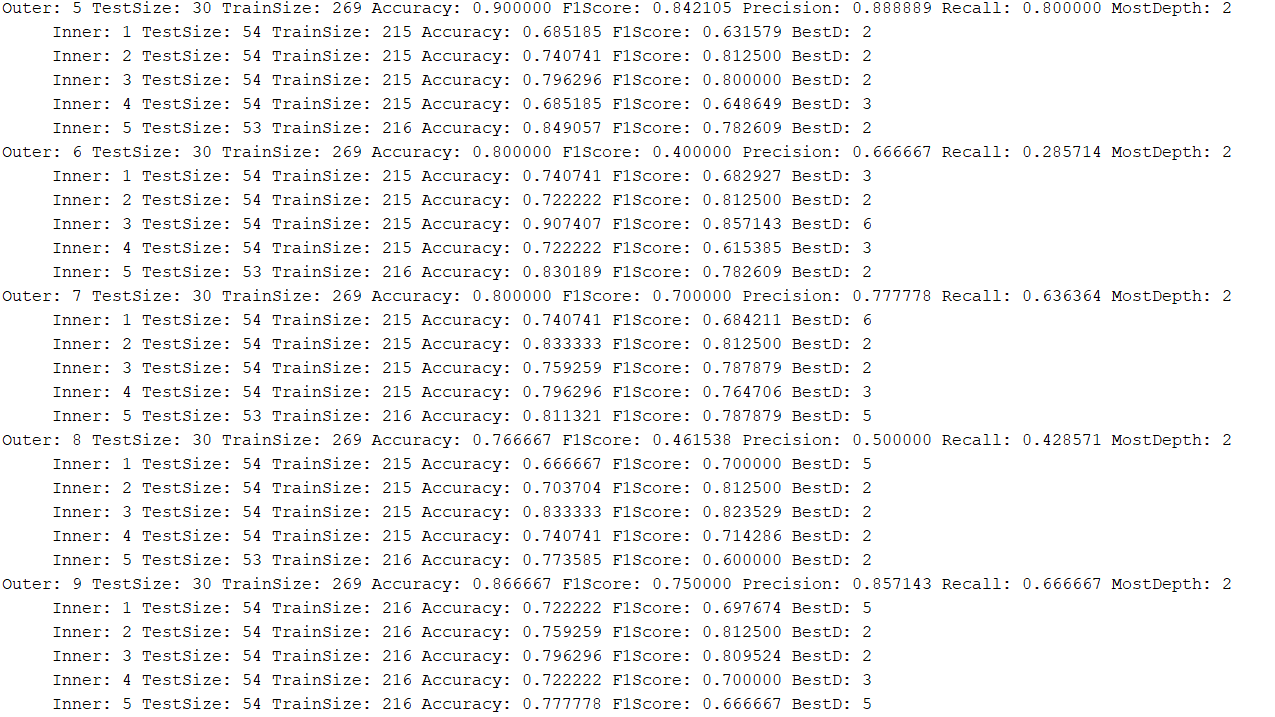 Outer: 5 TestSize: 30 TrainSize: 269 Accuracy: 0.900000 F1Score: 0.842105 Precision: 0.888889 Recall: 0.800000 MostDepth: 2
Inner: 1 TestSize: 54 TrainSize: 215 Accuracy: 0.685185 F1Score: 0.631579 BestD: 2
Inner: 2 TestSize: 54 TrainSize: 215 Accuracy: 0.740741 F1Score: 0.812500 BestD: 2
Inner: 3 TestSize: 54 TrainSize: 215 Accuracy: 0.796296 F1Score: 0.800000 BestD: 2
Inner: 4 TestSize: 54 TrainSize: 215 Accuracy: 0.685185 F1Score: 0.648649 BestD: 3
Inner: 5 TestSize: 53 TrainSize: 216 Accuracy: 0.849057 F1Score: 0.782609 BestD: 2
Outer: 6 TestSize: 30 TrainSize: 269 Accuracy: 0.800000 F1Score: 0.400000 Precision: 0.666667 Recall: 0.285714 MostDepth: 2
Inner: 1 TestSize: 54 TrainSize: 215 Accuracy: 0.740741 F1Score: 0.682927 BestD: 3
Inner: 2 TestSize: 54 TrainSize: 215 Accuracy: 0.722222 F1Score: 0.812500 BestD: 2
Inner: 3 TestSize: 54 TrainSize: 215 Accuracy: 0.907407 F1Score: 0.857143 BestD: 6
Inner: 4 TestSize: 54 TrainSize: 215 Accuracy: 0.722222 F1Score: 0.615385 BestD: 3
Inner: 5 TestSize: 53 TrainSize: 216 Accuracy: 0.830189 F1Score: 0.782609 BestD: 2
Outer: 7 TestSize: 30 TrainSize: 269 Accuracy: 0.800000 F1Score: 0.700000 Precision: 0.777778 Recall: 0.636364 MostDepth: 2
Inner: 1 TestSize: 54 TrainSize: 215 Accuracy: 0.740741 F1Score: 0.684211 BestD: 6
Inner: 2 TestSize: 54 TrainSize: 215 Accuracy: 0.833333 F1Score: 0.812500 BestD: 2
Inner: 3 TestSize: 54 TrainSize: 215 Accuracy: 0.759259 F1Score: 0.787879 BestD: 2
Inner: 4 TestSize: 54 TrainSize: 215 Accuracy: 0.796296 F1Score: 0.764706 BestD: 3
Inner: 5 TestSize: 53 TrainSize: 216 Accuracy: 0.811321 F1Score: 0.787879 BestD: 5
Outer: 8 TestSize: 30 TrainSize: 269 Accuracy: 0.766667 F1Score: 0.461538 Precision: 0.500000 Recall: 0.428571 MostDepth: 2
Inner: 1 TestSize: 54 TrainSize: 215 Accuracy: 0.666667 F1Score: 0.700000 BestD: 5
Inner: 2 TestSize: 54 TrainSize: 215 Accuracy: 0.703704 F1Score: 0.812500 BestD: 2
Inner: 3 TestSize: 54 TrainSize: 215 Accuracy: 0.833333 F1Score: 0.823529 BestD: 2
Inner: 4 TestSize: 54 TrainSize: 215 Accuracy: 0.740741 F1Score: 0.714286 BestD: 2
Inner: 5 TestSize: 53 TrainSize: 216 Accuracy: 0.773585 F1Score: 0.600000 BestD: 2
Outer: 9 TestSize: 30 TrainSize: 269 Accuracy: 0.866667 F1Score: 0.750000 Precision: 0.857143 Recall: 0.666667 MostDepth: 2
Inner: 1 TestSize: 54 TrainSize: 216 Accuracy: 0.722222 F1Score: 0.697674 BestD: 5
Inner: 2 TestSize: 54 TrainSize: 216 Accuracy: 0.759259 F1Score: 0.812500 BestD: 2
Inner: 3 TestSize: 54 TrainSize: 216 Accuracy: 0.796296 F1Score: 0.809524 BestD: 2
Inner: 4 TestSize: 54 TrainSize: 216 Accuracy: 0.722222 F1Score: 0.700000 BestD: 3
Inner: 5 TestSize: 54 TrainSize: 216 Accuracy: 0.777778 F1Score: 0.666667 BestD: 5